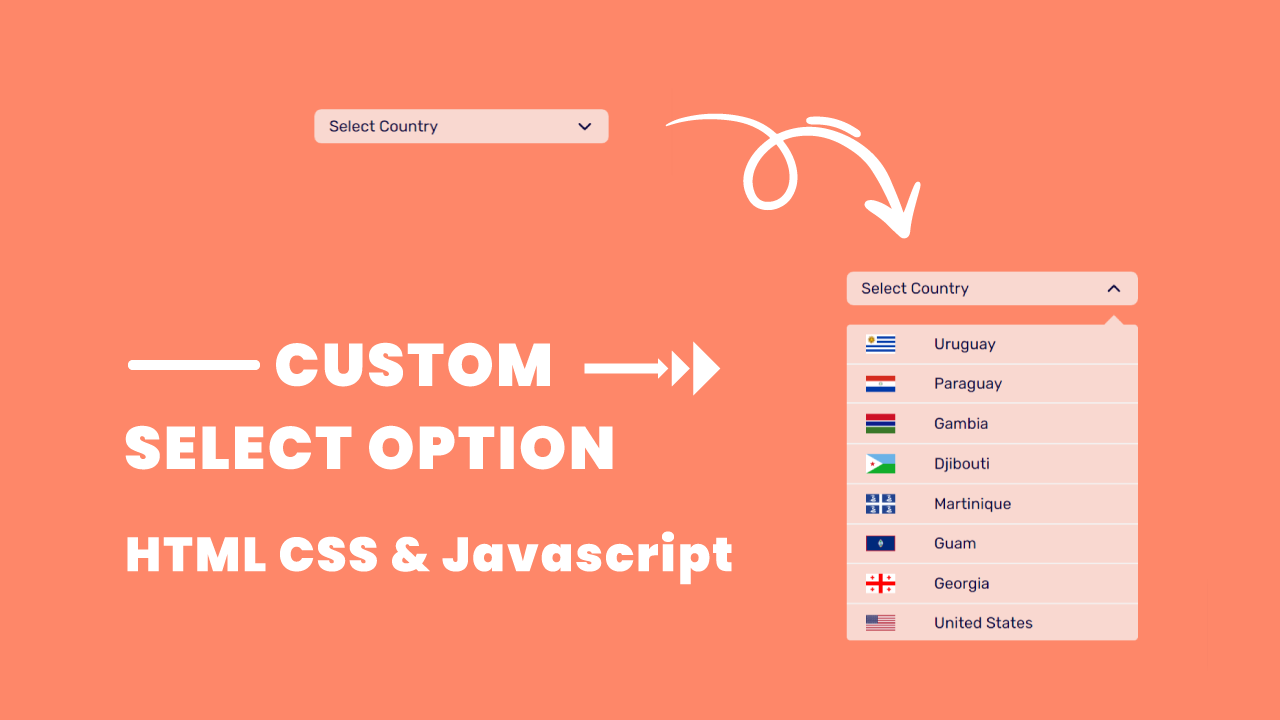 Select Country
Select Country
CUSTOM
SELECT OPTION
HTML CSS & Javascript
Uruguay
Paraguay
Gambia
Djibouti
Martinique
Guam
Georgia
United States